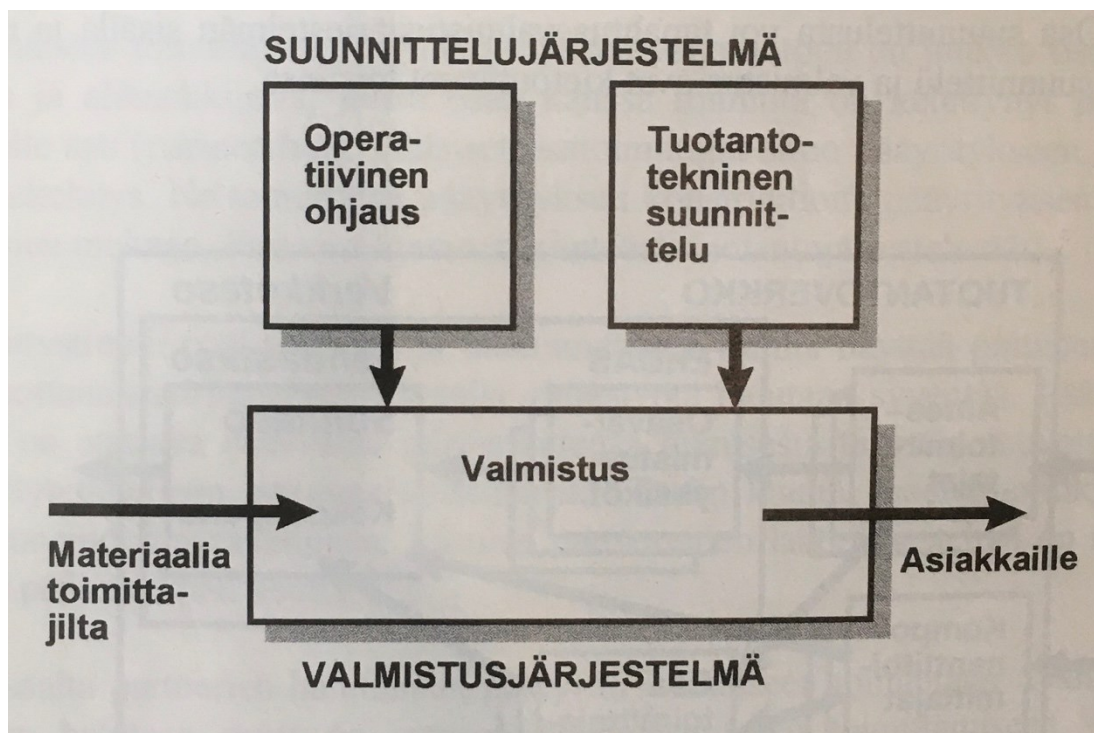 SUUNNITTELUJÄRJESTELMÄ
Opera-
tiivinen
ohjaus
Tuotanto-
tekninen
suunnit-
telu
Valmistus
Materiaalia
toimitta-
jilta
Asiakkaille
VALMISTUSJÄRJESTELMÄ